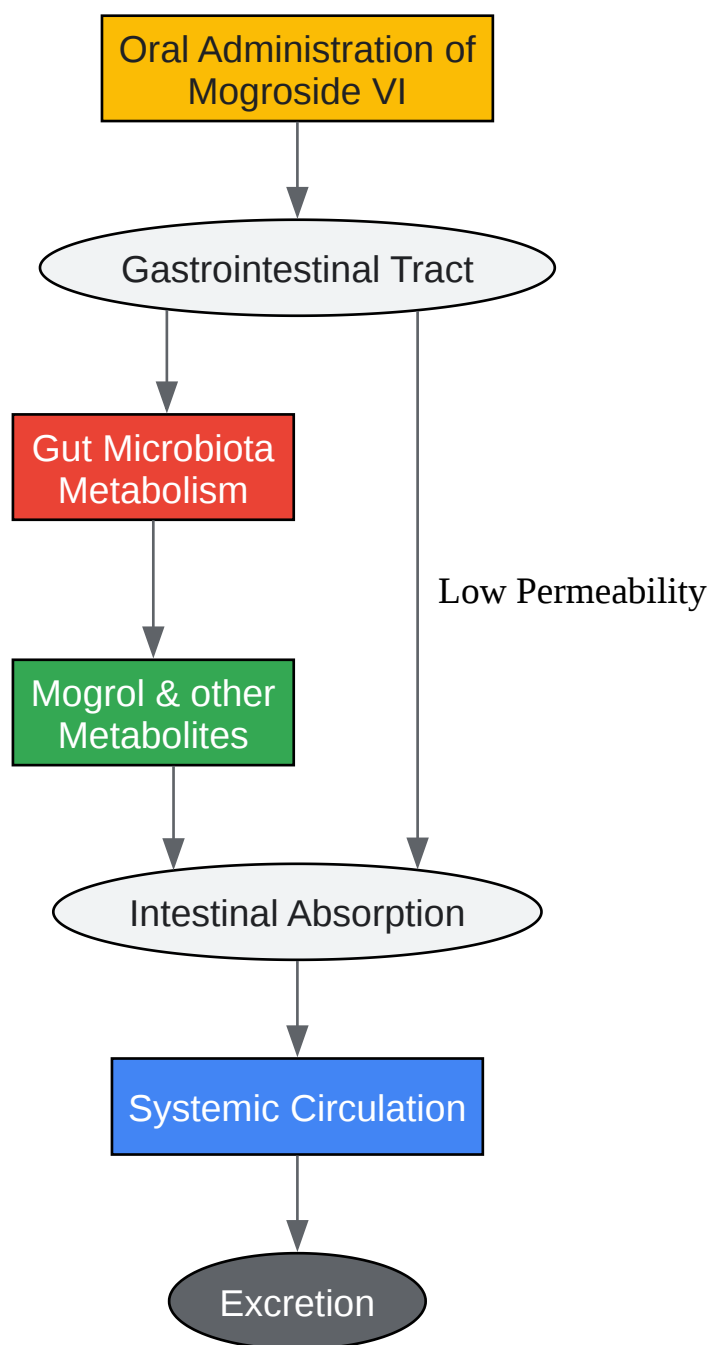 Oral Administration of
Mogroside VI
Gastrointestinal Tract
Gut Microbiota
Metabolism
Low Permeability
Mogrol & other
Metabolites
Intestinal Absorption
Systemic Circulation
Excretion